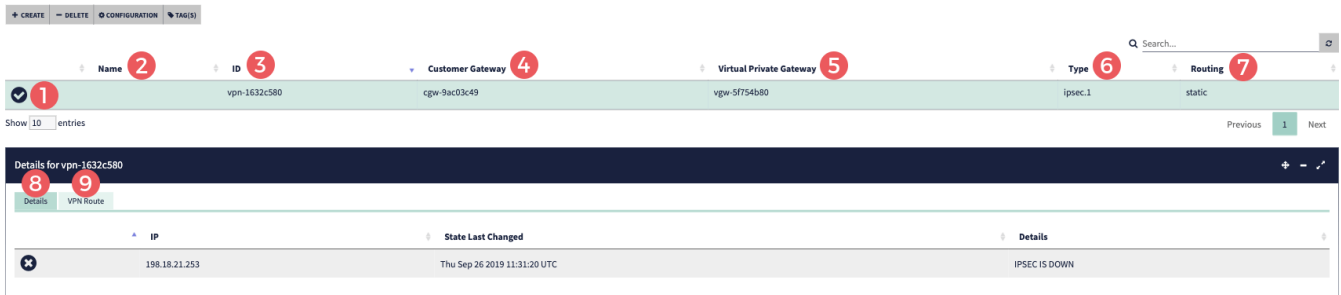 CREATE DELETE CONFIGURATION TAG(S)
Search...
Name 2 ID 3 Customer Gateway 4 Virtual Private Gateway 5 Type 6 Routing 7
1 vpn-1632c580 cgw-9ac03c49 vgw-5f754b80 ipsec.1 static
Show 10 entries Previous 1 Next
Details for vpn-1632c580
8 9
Details VPN Route
IP State Last Changed Details
198.18.21.253 Thu Sep 26 2019 11:31:20 UTC IPSEC IS DOWN